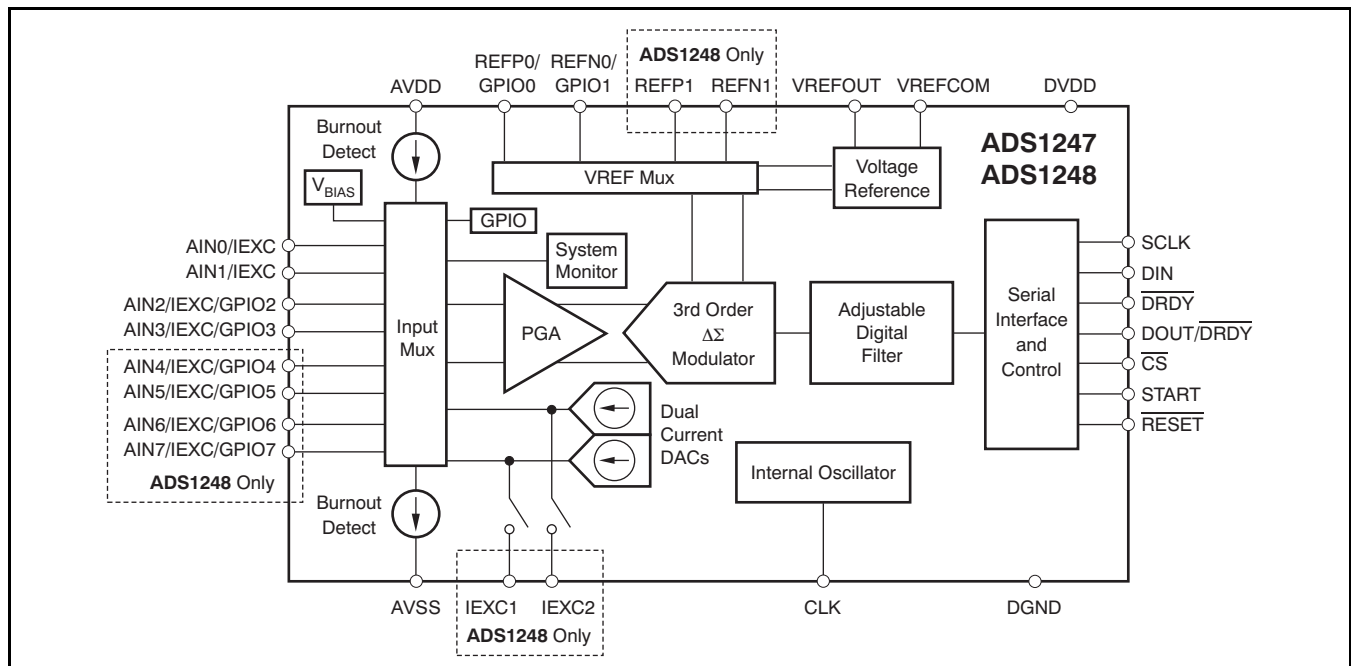 ADS1248 Only
REFP0/
GPIO0
REFN0/
GPIO1
REFP1
REFN1
AVDD
VREFOUT
VREFCOM
DVDD
Burnout
Detect
ADS1247
ADS1248
VREF Mux
Voltage
Reference
VBIAS
GPIO
System
Monitor
AIN0/IEXC
AIN1/IEXC
AIN2/IEXC/GPIO2
AIN3/IEXC/GPIO3
AIN4/IEXC/GPIO4
AIN5/IEXC/GPIO5
AIN6/IEXC/GPIO6
AIN7/IEXC/GPIO7
ADS1248 Only
Input
Mux
PGA
3rd Order
ΔΣ
Modulator
Adjustable
Digital
Filter
Serial
Interface
and
Control
SCLK
DIN
DRDY
DOUT/DRDY
CS
START
RESET
Dual
Current
DACs
Internal Oscillator
Burnout
Detect
AVSS
IEXC1
IEXC2
ADS1248 Only
CLK
DGND